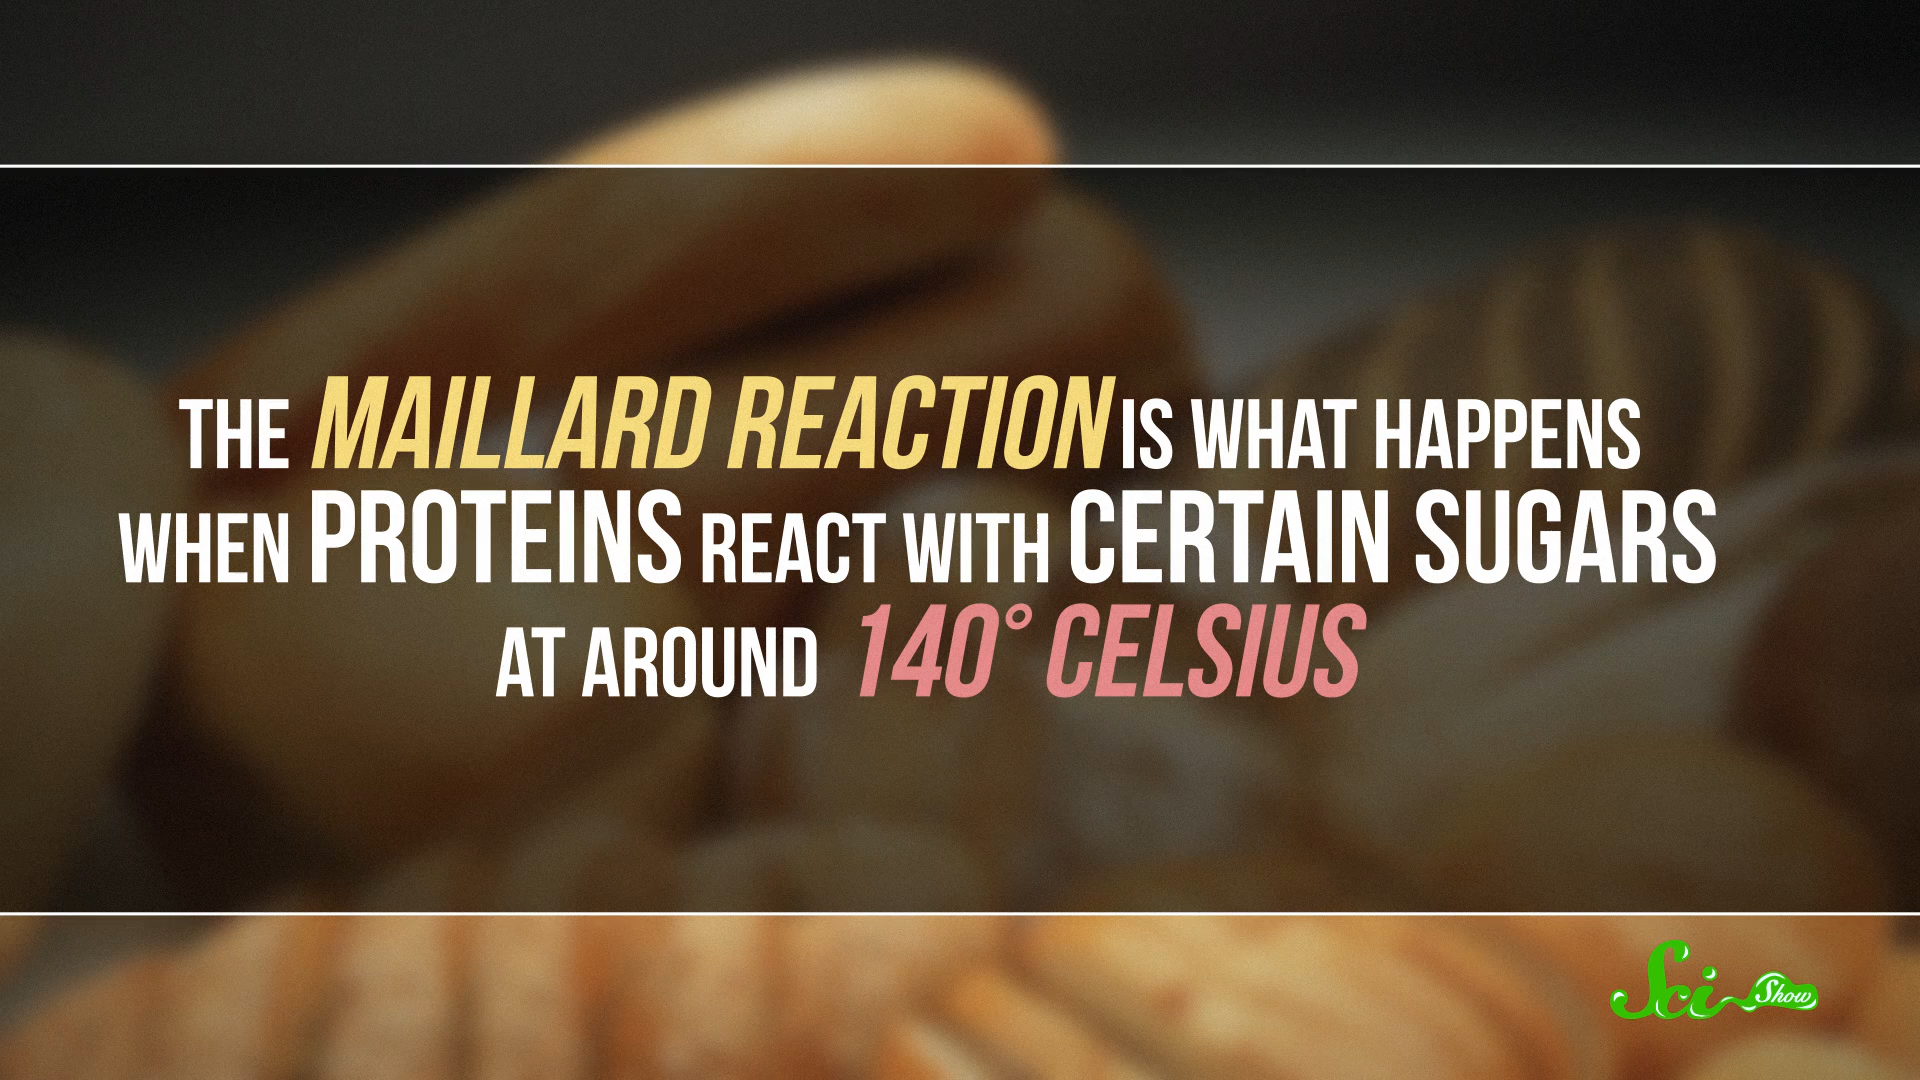 THE MAILLARD REACTION IS WHAT HAPPENS
WHEN PROTEINS REACT WITH CERTAIN SUGARS
AT AROUND 140° CELSIUS
Sci Show